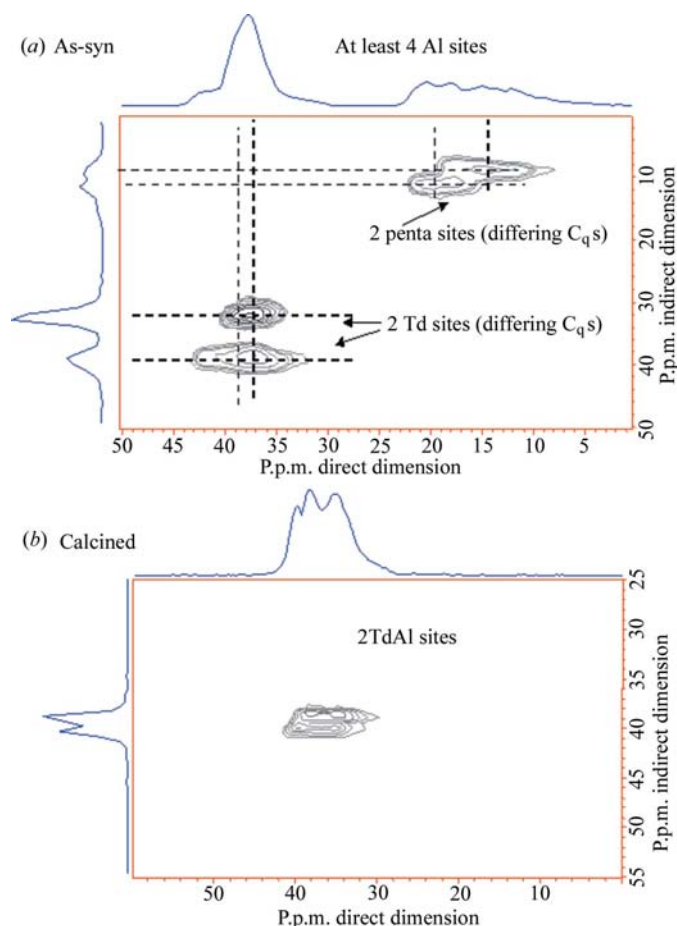 (a) As-syn
At least 4 Al sites
10
20
30
40
50
P.p.m. indirect dimension
2 penta sites (differing Cqs)
2 Td sites (differing Cqs)
50 45 40 35 30 25 20 15 10 5
P.p.m. direct dimension
(b) Calcined
2TdAl sites
25
30
35
40
45
50
55
P.p.m. indirect dimension
50 40 30 20 10
P.p.m. direct dimension